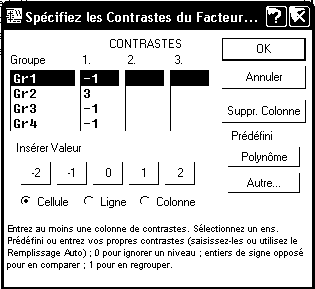 Spécifiez les Contrastes du Facteur...
CONTRASTES
Groupe 1. 2. 3.
Gr1 -1
Gr2 3
Gr3 -1
Gr4 -1
Insérer Valeur
-2 -1 0 1 2
Cellule Ligne Colonne
OK
Annuler
Suppr. Colonne
Prédéfini
Polynôme
Autre...
Entrez au moins une colonne de contrastes. Sélectionnez un ens.
Prédéfini ou entrez vos propres contrastes (saisissez-les ou utilisez le
Remplissage Auto) ; 0 pour ignorer un niveau ; entiers de signe opposé
pour en comparer ; 1 pour en regrouper.